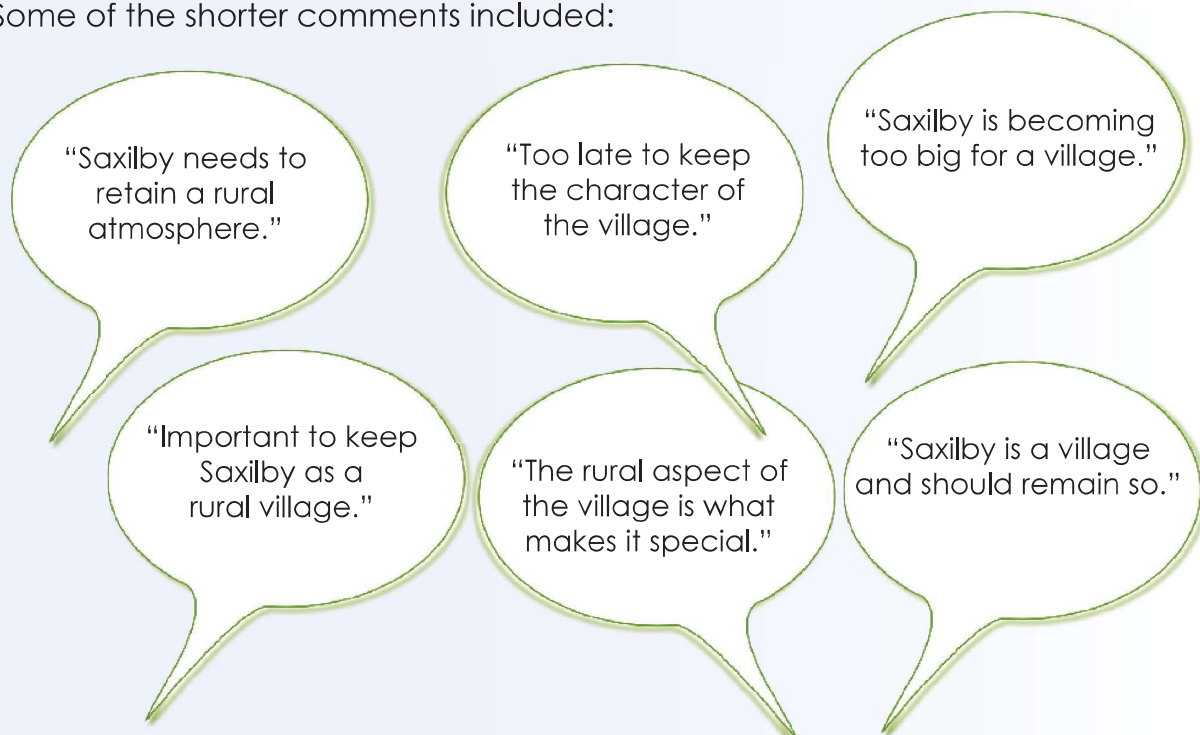 Some of the shorter comments included:
“Saxilby needs to
retain a rural
atmosphere.”
“Too late to keep
the character of
the village.”
“Saxilby is becoming
too big for a village.”
“Important to keep
Saxilby as a
rural village.”
“The rural aspect of
the village is what
makes it special.”
“Saxilby is a village
and should remain so.”